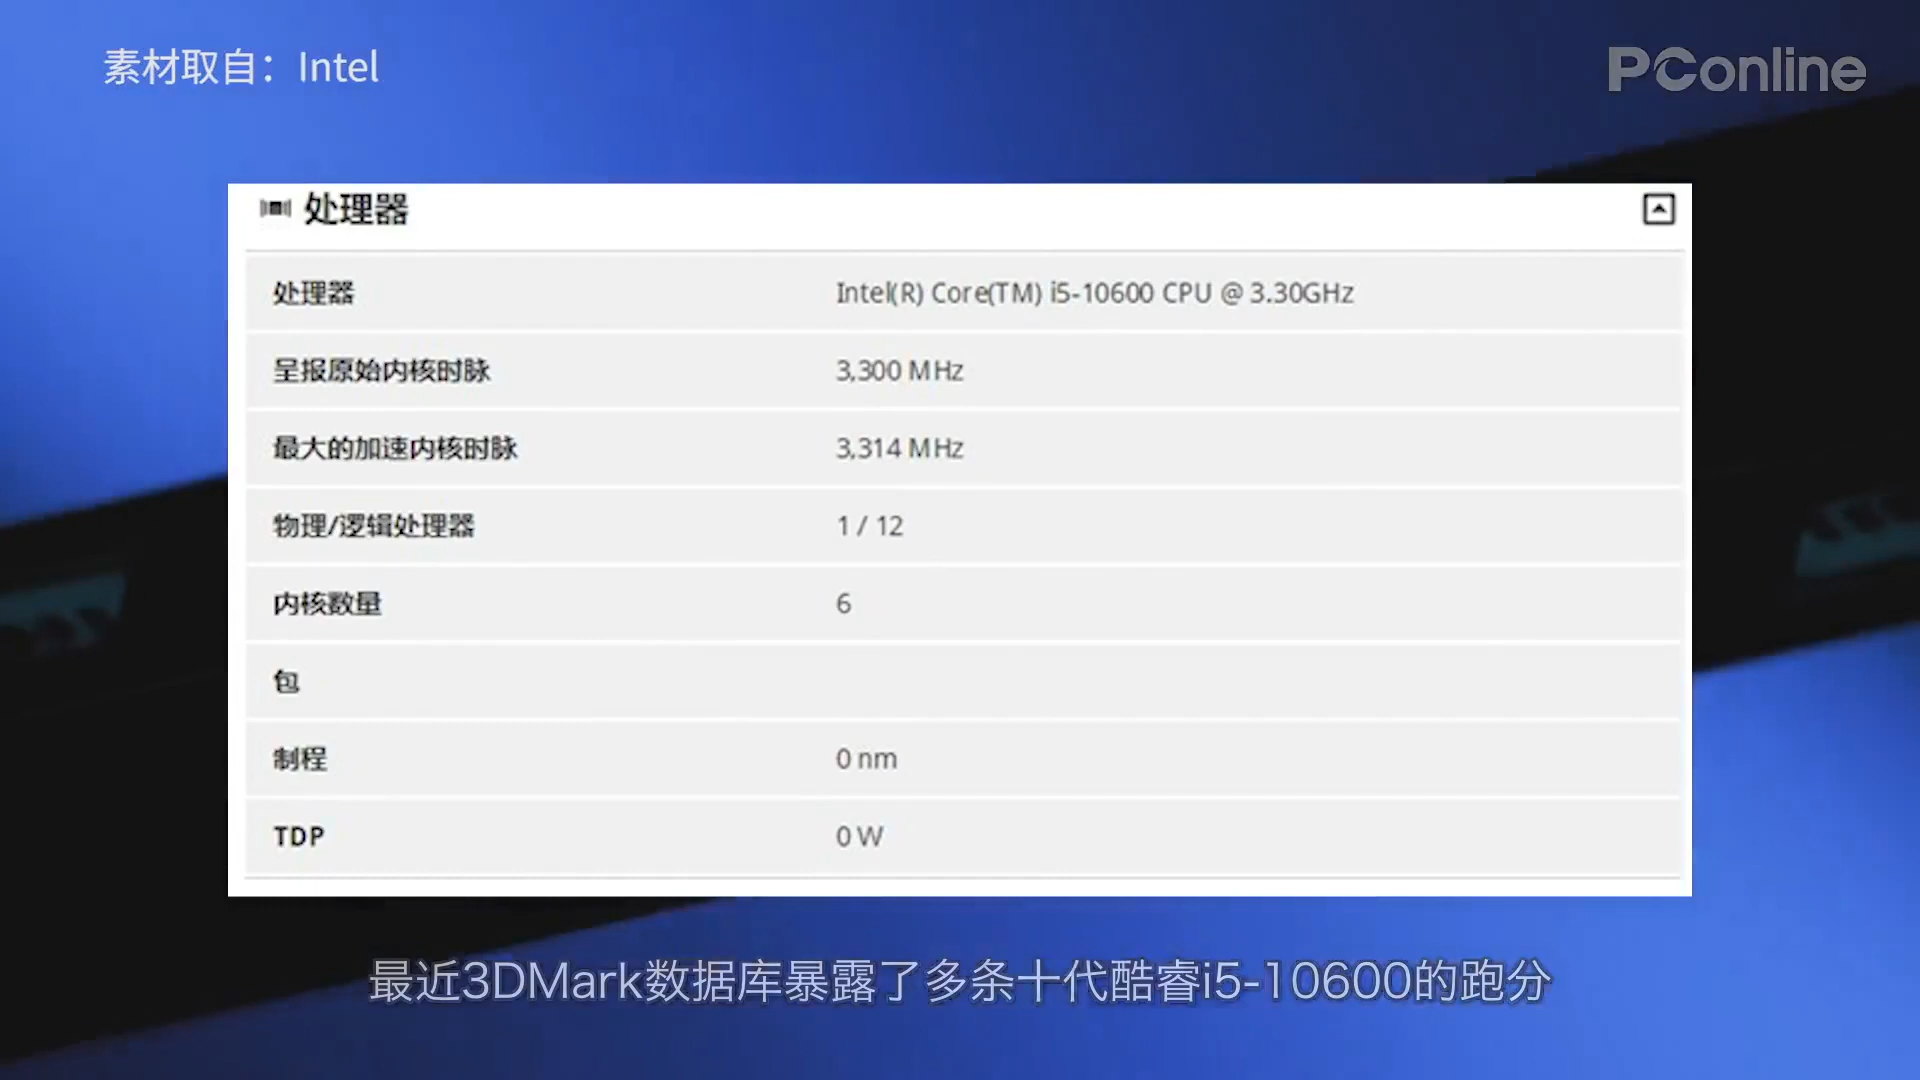 素材取自：Intel
PConline
处理器
处理器 Intel(R) Core(TM) i5-10600 CPU @ 3.30GHz
呈报原始内核时脉 3,300 MHz
最大的加速内核时脉 3,314 MHz
物理/逻辑处理器 1 / 12
内核数量 6
包
制程 0 nm
TDP 0 W
最近3DMark数据库暴露了多条十代酷睿i5-10600的跑分